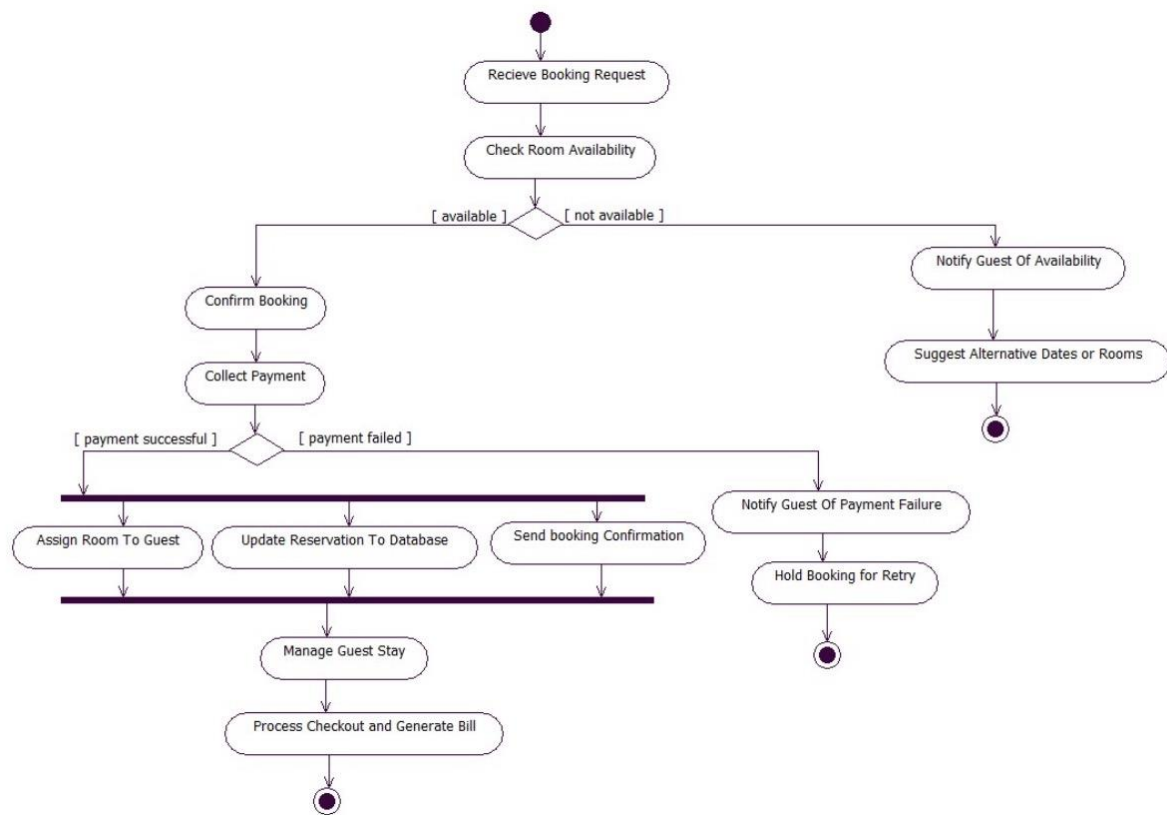 Recieve Booking Request
Check Room Availability
[ available ]
[ not available ]
Notify Guest Of Availability
Confirm Booking
Suggest Alternative Dates or Rooms
Collect Payment
[ payment successful ]
[ payment failed ]
Notify Guest Of Payment Failure
Assign Room To Guest
Update Reservation To Database
Send booking Confirmation
Hold Booking for Retry
Manage Guest Stay
Process Checkout and Generate Bill